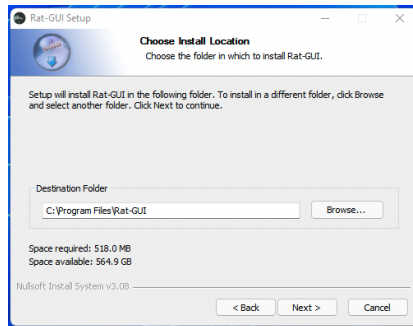 Rat-GUI Setup
Choose Install Location
Choose the folder in which to install Rat-GUI.
Setup will install Rat-GUI in the following folder. To install in a different folder, click Browse
and select another folder. Click Next to continue.
Destination Folder
C:\Program Files\Rat-GUI
Browse...
Space required: 518.0 MB
Space available: 564.9 GB
Nullsoft Install System v3.08
< Back
Next >
Cancel